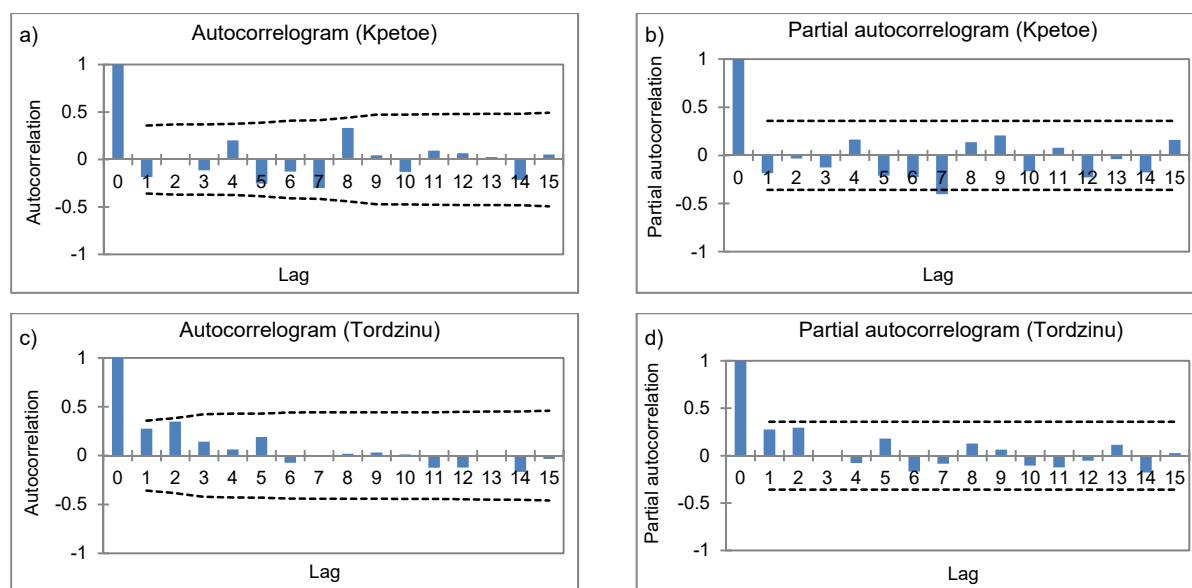 a)
Autocorrelogram (Kpetoe)
Autocorrelation
1
0.5
0
-0.5
-1
0 1 2 3 4 5 6 7 8 9 10 11 12 13 14 15
Lag
b)
Partial autocorrelogram (Kpetoe)
Partial autocorrelation
1
0.5
0
-0.5
-1
0 1 2 3 4 5 6 7 8 9 10 11 12 13 14 15
Lag
c)
Autocorrelogram (Tordzinu)
Autocorrelation
1
0.5
0
-0.5
-1
0 1 2 3 4 5 6 7 8 9 10 11 12 13 14 15
Lag
d)
Partial autocorrelogram (Tordzinu)
Partial autocorrelation
1
0.5
0
-0.5
-1
0 1 2 3 4 5 6 7 8 9 10 11 12 13 14 15
Lag